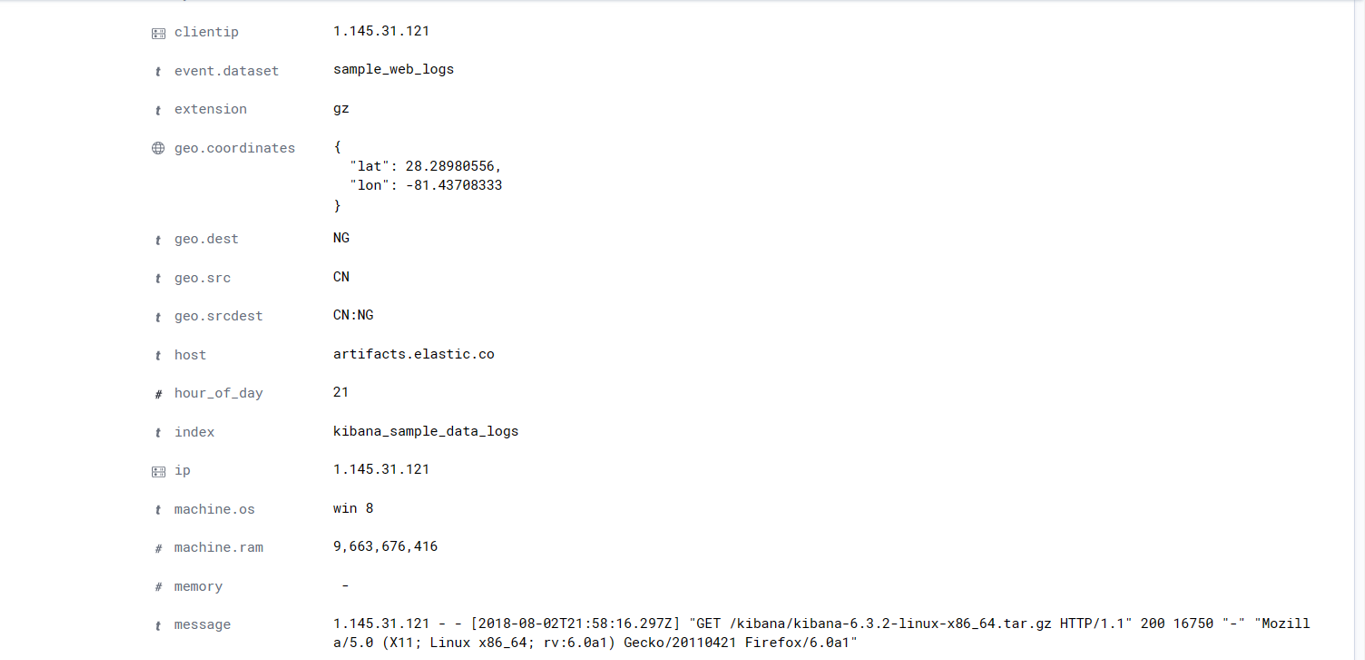 clientip 1.145.31.121
t event.dataset sample_web_logs
t extension gz
geo.coordinates {
"lat": 28.28980556,
"lon": -81.43708333
}
t geo.dest NG
t geo.src CN
t geo.srcdest CN:NG
t host artifacts.elastic.co
# hour_of_day 21
t index kibana_sample_data_logs
ip 1.145.31.121
t machine.os win 8
# machine.ram 9,663,676,416
# memory -
t message 1.145.31.121 - - [2018-08-02T21:58:16.297Z] "GET /kibana/kibana-6.3.2-linux-x86_64.tar.gz HTTP/1.1" 200 16750 "-" "Mozill
a/5.0 (X11; Linux x86_64; rv:6.0a1) Gecko/20110421 Firefox/6.0a1"